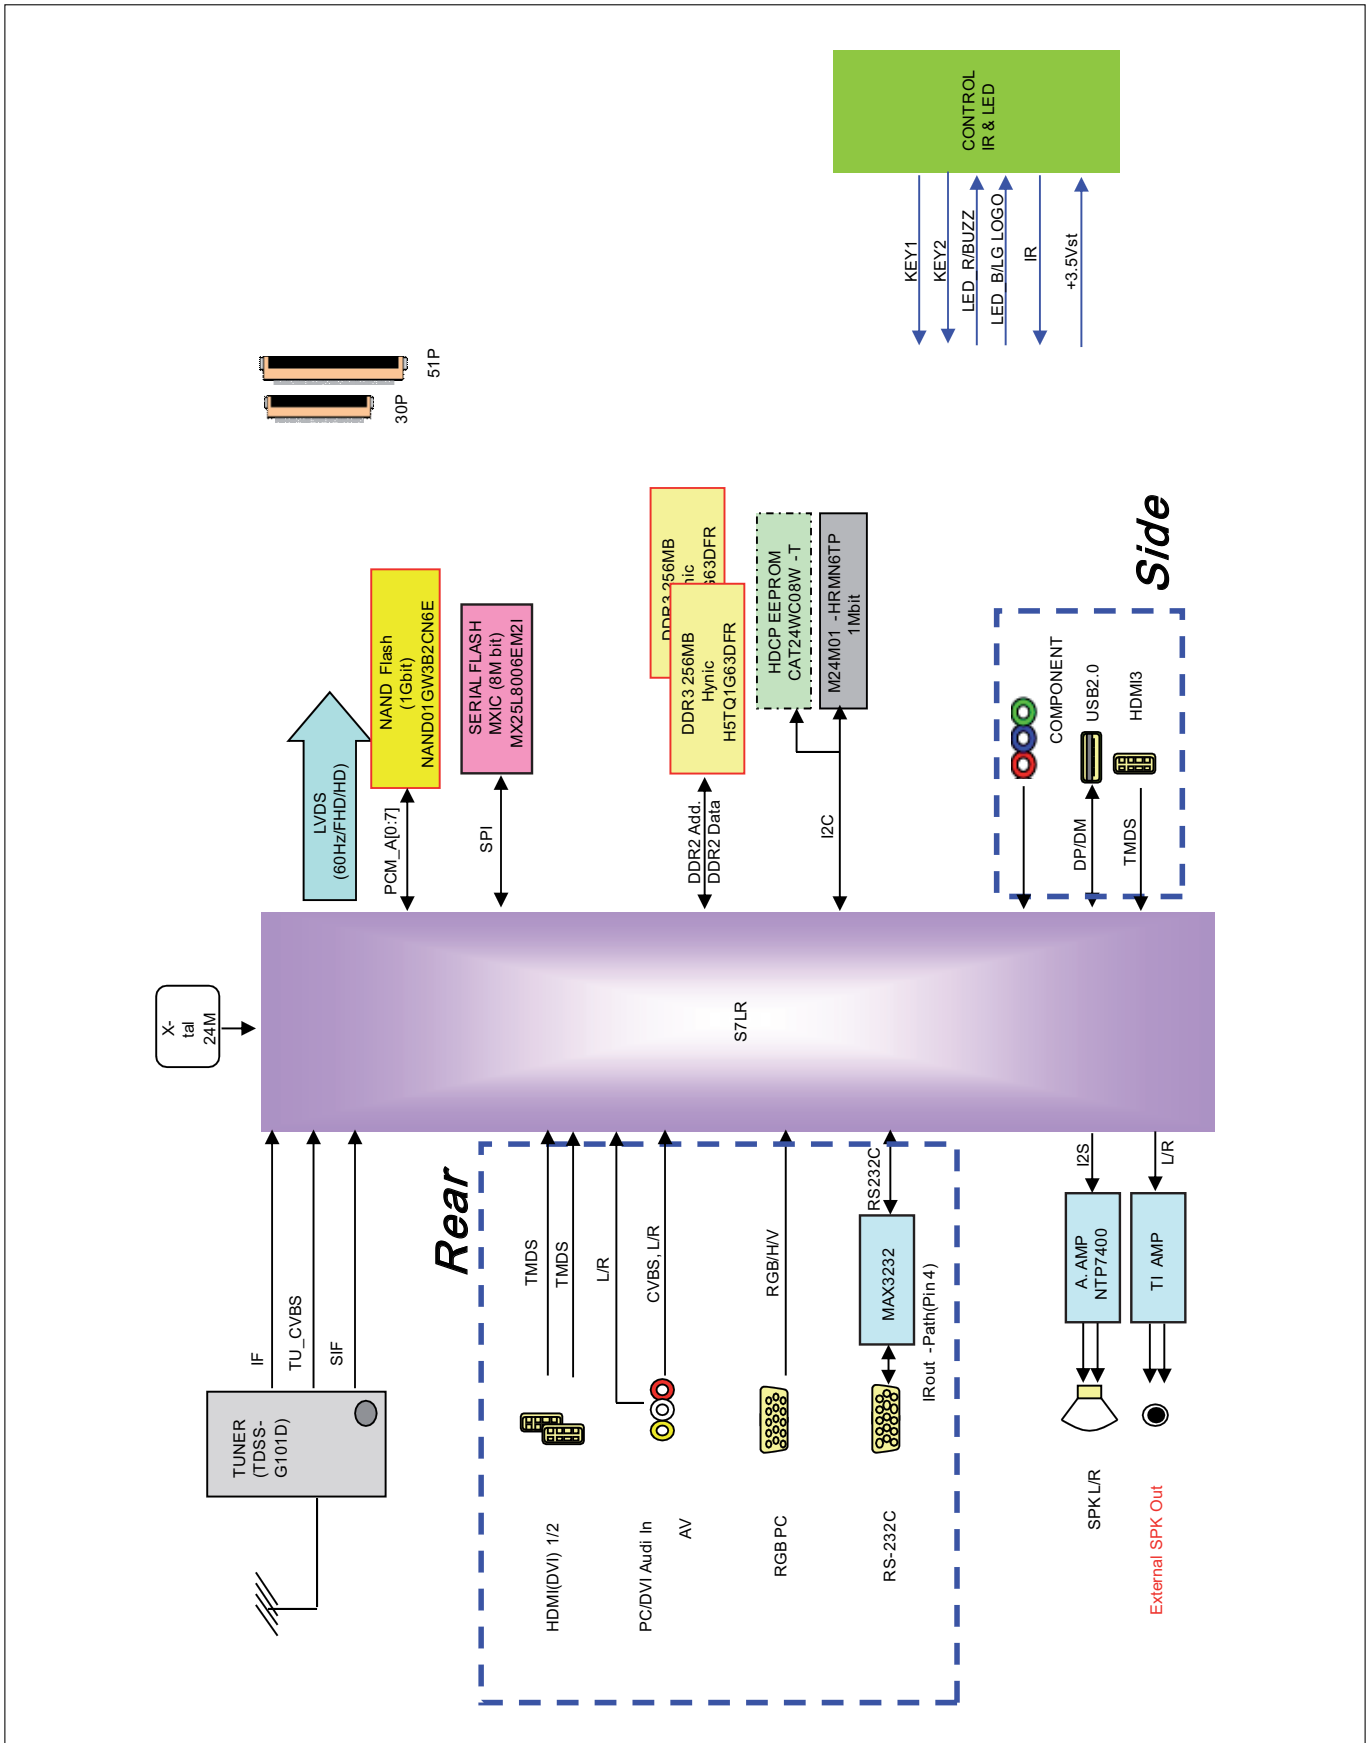 CONTROL
IR & LED
KEY1
KEY2
LED_R/BUZZ
LED_B/LG LOGO
IR
+3.5Vst
51P
30P
LVDS
(60Hz/FHD/HD)
NAND Flash
(1Gbit)
NAND01GW3B2CN6E
PCM_A[0:7]
SERIAL FLASH
MXIC (8M bit)
MX25L8006EM2I
SPI
DDR3 256MB
nic
63DFR
DDR3 256MB
Hynic
H5TQ1G63DFR
DDR2 Add.
DDR2 Data
HDCP EEPROM
CAT24WC08W -T
M24M01 -HRMN6TP
1Mbit
I2C
Side
COMPONENT
USB2.0
HDMI3
DP/DM
TMDS
X-
tal
24M
S7LR
IF
TU_CVBS
SIF
TUNER
(TDSS-
G101D)
Rear
TMDS
TMDS
L/R
CVBS, L/R
RGB/H/V
RS232C
MAX3232
IRout -Path(Pin4)
HDMI(DVI) 1/2
PC/DVI Audi In
AV
RGB PC
RS-232C
I2S
L/R
A. AMP
NTP7400
TI AMP
SPK L/R
External SPK Out